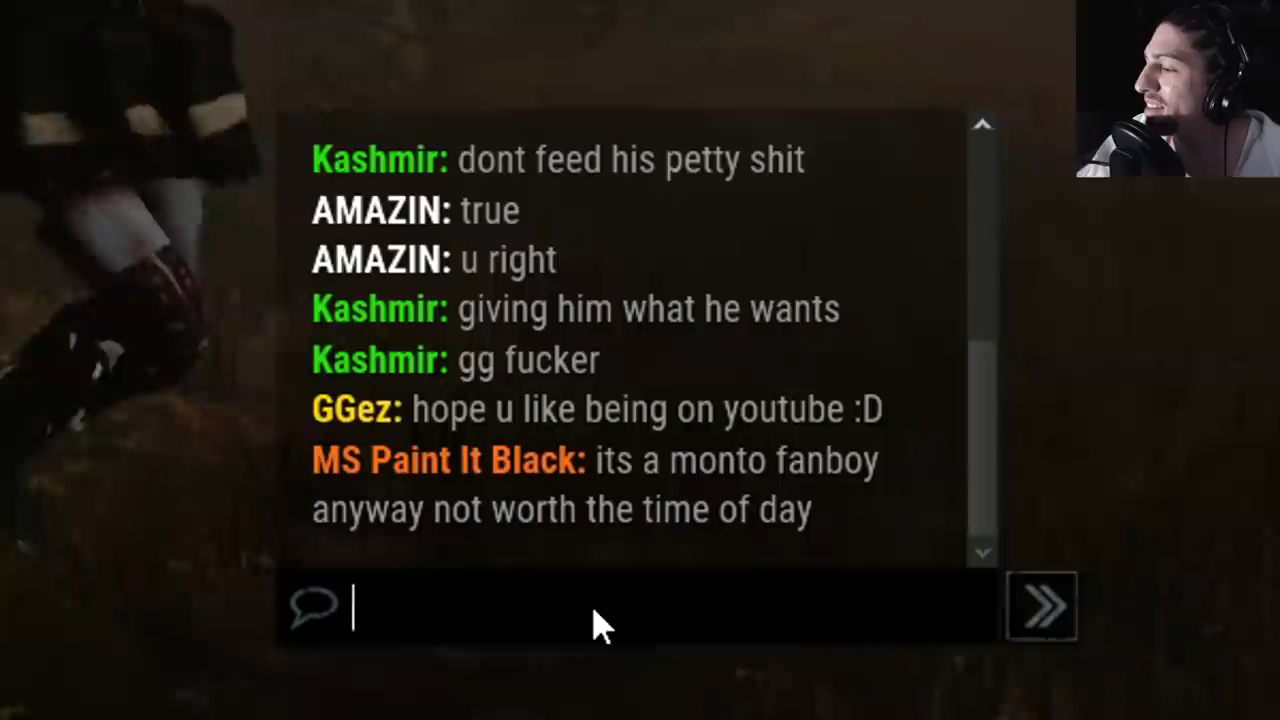 Kashmir: dont feed his petty shit
AMAZIN: true
AMAZIN: u right
Kashmir: giving him what he wants
Kashmir: gg fucker
GGez: hope u like being on youtube :D
MS Paint It Black: its a monto fanboy
anyway not worth the time of day